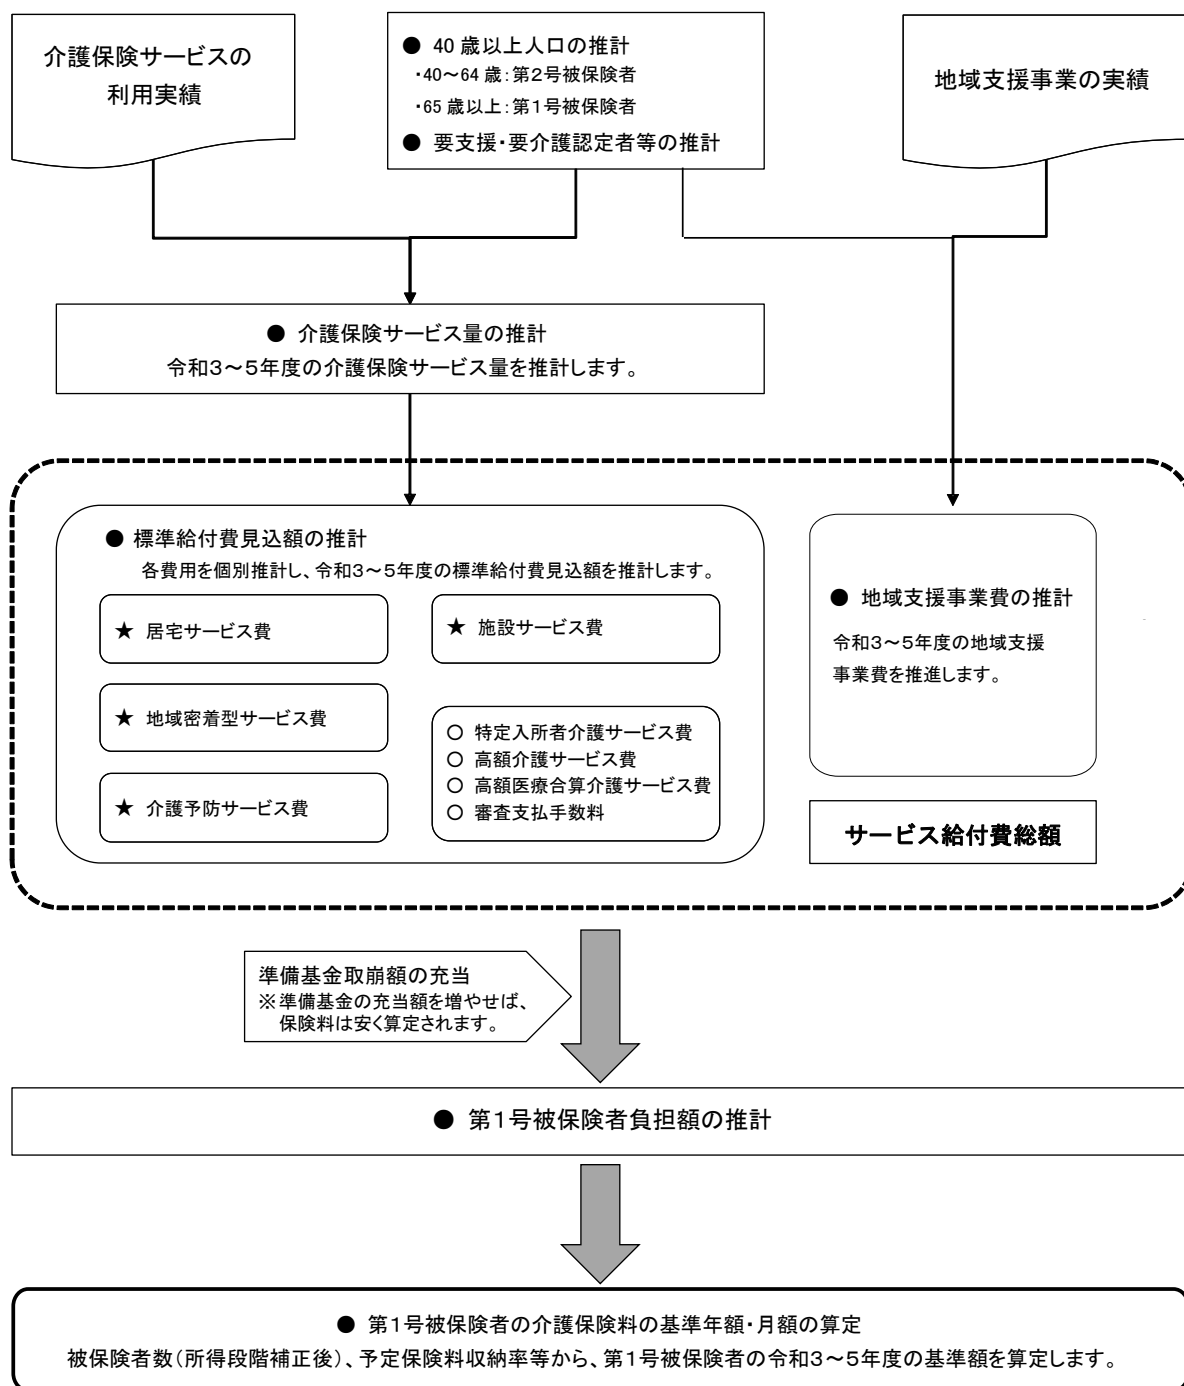 介護保険サービスの
利用実績
● 40歳以上人口の推計
・40～64歳：第２号被保険者
・65歳以上：第１号被保険者
● 要支援・要介護認定者等の推計
地域支援事業の実績
● 介護保険サービス量の推計
令和３～５年度の介護保険サービス量を推計します。
● 標準給付費見込額の推計
各費用を個別推計し、令和３～５年度の標準給付費見込額を推計します。
★ 居宅サービス費
★ 地域密着型サービス費
★ 介護予防サービス費
★ 施設サービス費
○ 特定入所者介護サービス費
○ 高額介護サービス費
○ 高額医療合算介護サービス費
○ 審査支払手数料
● 地域支援事業費の推計
令和３～５年度の地域支援
事業費を推進します。
サービス給付費総額
準備基金取崩額の充当
※準備基金の充当額を増やせば、
保険料は安く算定されます。
● 第１号被保険者負担額の推計
● 第１号被保険者の介護保険料の基準年額・月額の算定
被保険者数（所得段階補正後）、予定保険料収納率等から、第１号被保険者の令和３～５年度の基準額を算定します。